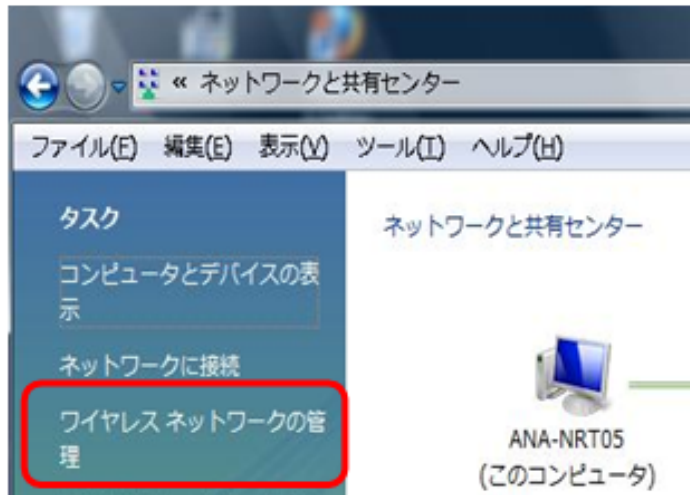 « ネットワークと共有センター
ファイル(F) 編集(E) 表示(V) ツール(T) ヘルプ(H)
タスク
コンピュータとデバイスの表
示
ネットワークに接続
ワイヤレス ネットワークの管
理
ネットワークと共有センター
ANA-NRT05
(このコンピュータ)